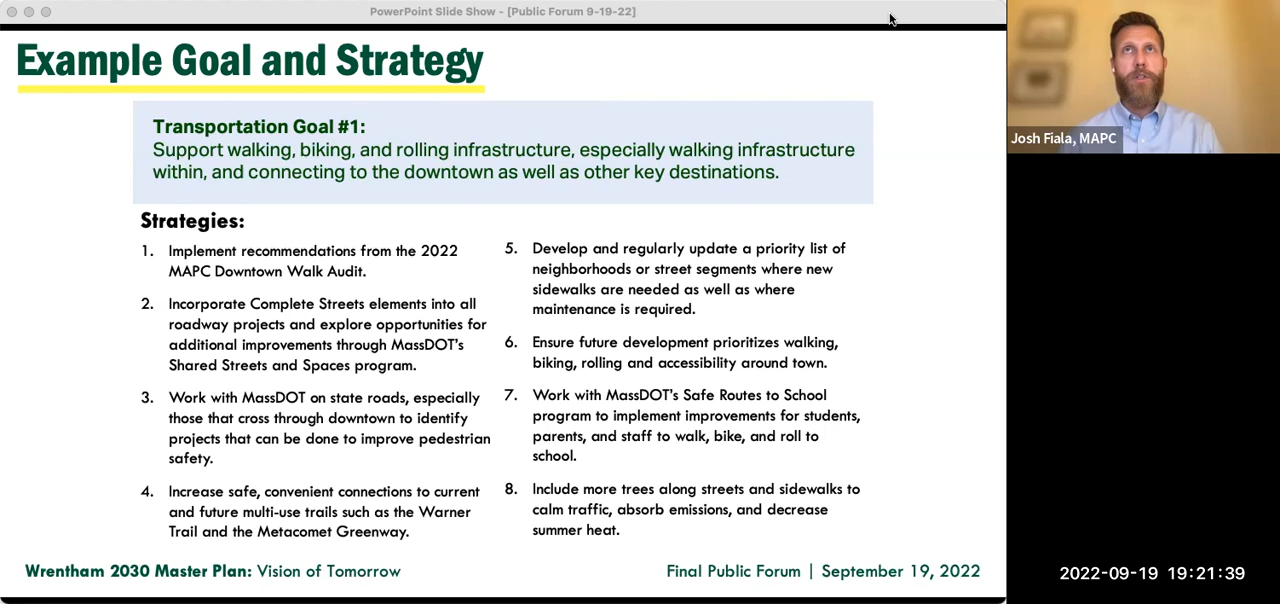 PowerPoint Slide Show - [Public Forum 9-19-22]
Example Goal and Strategy
Transportation Goal #1:
Support walking, biking, and rolling infrastructure, especially walking infrastructure
within, and connecting to the downtown as well as other key destinations.
Strategies:
1. Implement recommendations from the 2022
MAPC Downtown Walk Audit.
2. Incorporate Complete Streets elements into all
roadway projects and explore opportunities for
additional improvements through MassDOT's
Shared Streets and Spaces program.
3. Work with MassDOT on state roads, especially
those that cross through downtown to identify
projects that can be done to improve pedestrian
safety.
4. Increase safe, convenient connections to current
and future multi-use trails such as the Warner
Trail and the Metacomet Greenway.
5. Develop and regularly update a priority list of
neighborhoods or street segments where new
sidewalks are needed as well as where
maintenance is required.
6. Ensure future development prioritizes walking,
biking, rolling and accessibility around town.
7. Work with MassDOT's Safe Routes to School
program to implement improvements for students,
parents, and staff to walk, bike, and roll to
school.
8. Include more trees along streets and sidewalks to
calm traffic, absorb emissions, and decrease
summer heat.
Wrentham 2030 Master Plan: Vision of Tomorrow
Final Public Forum | September 19, 2022
Josh Fiala, MAPC
2022-09-19 19:21:39